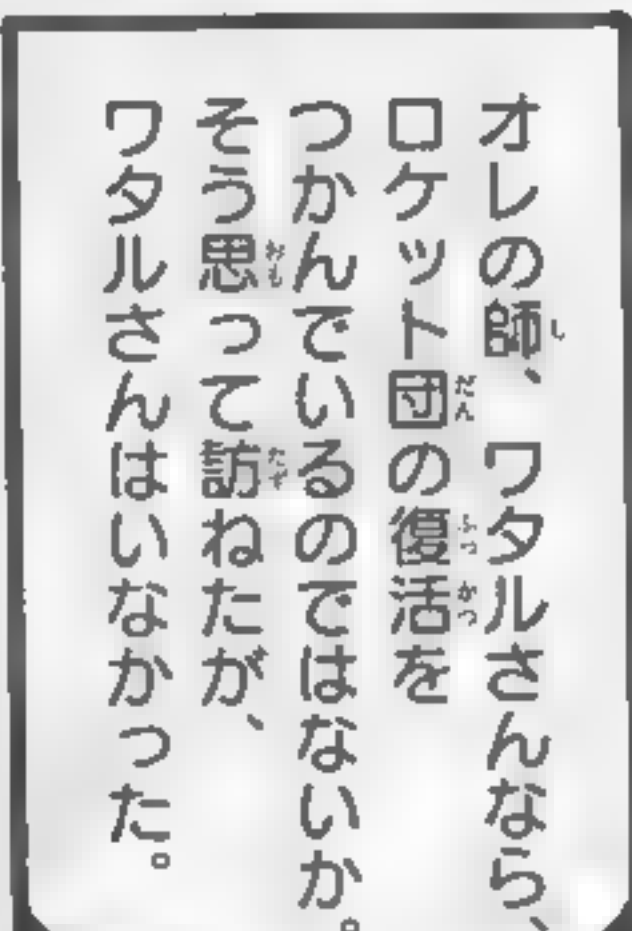 オレの師、ワタルさんなら、
ロケット団の復活を
つかんでいるのではないか。
そう思って訪ねたが、
ワタルさんはいなかった。